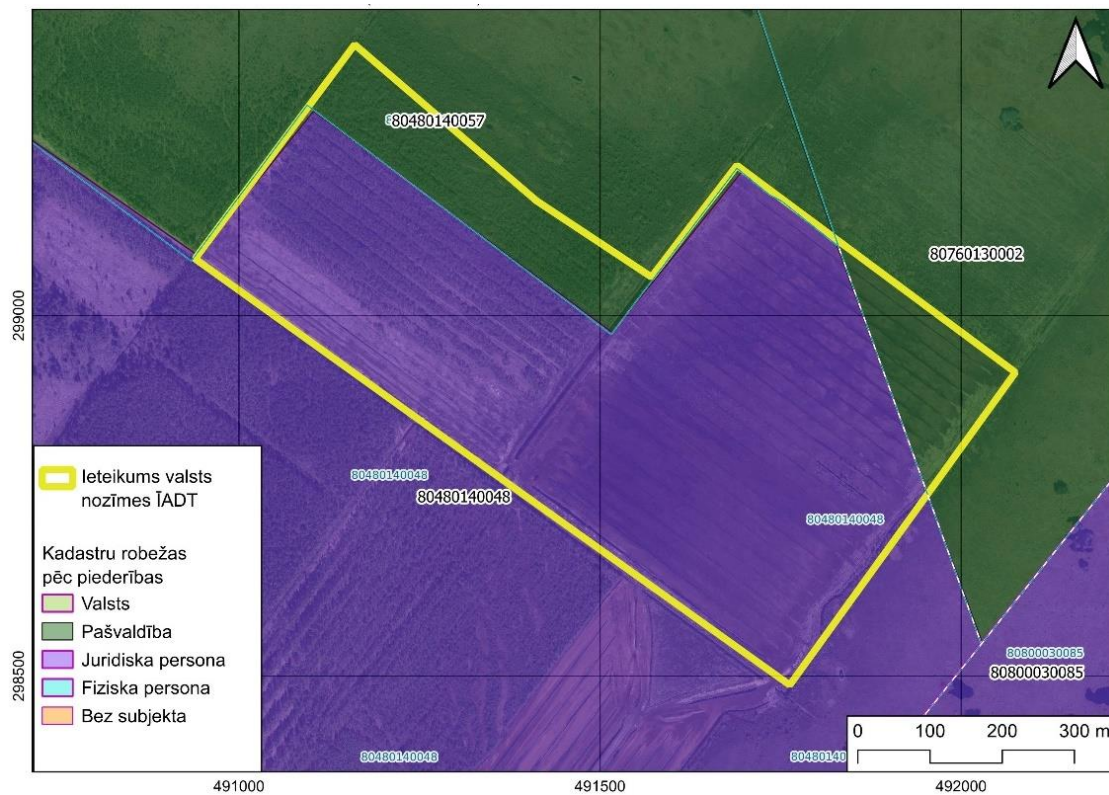 80480140057
80760130002
299000
80480140048
80480140048
80480140048
Ieteikums valsts
nozīmes ĪADT
Kadastru robežas
pēc piederības
Valsts
Pašvaldība
Juridiska persona
Fiziska persona
Bez subjekta
298500
80800030085
80800030085
80480140048
80480140
0 100 200 300 m
491000 491500 492000